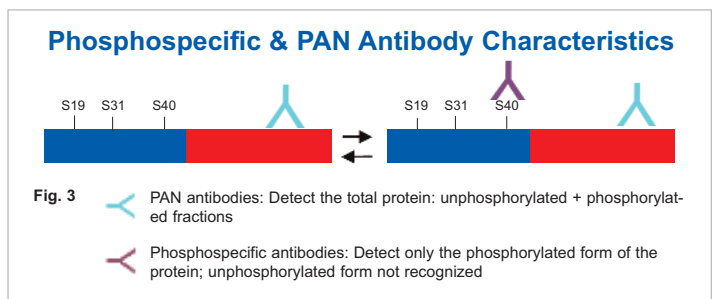 Phosphospecific & PAN Antibody Characteristics
S19 S31 S40 S19 S31 S40
Fig. 3 PAN antibodies: Detect the total protein: unphosphorylated + phosphorylat-
ed fractions
Phosphospecific antibodies: Detect only the phosphorylated form of the
protein; unphosphorylated form not recognized